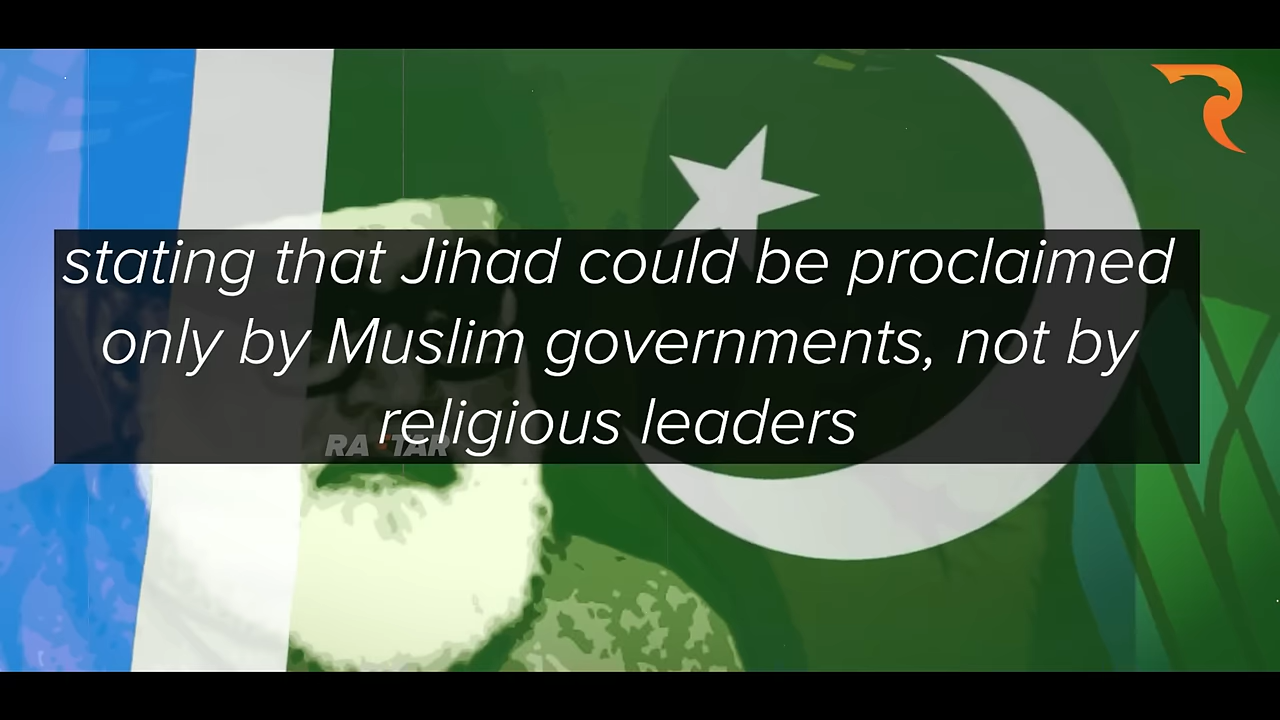 stating that Jihad could be proclaimed
only by Muslim governments, not by
religious leaders